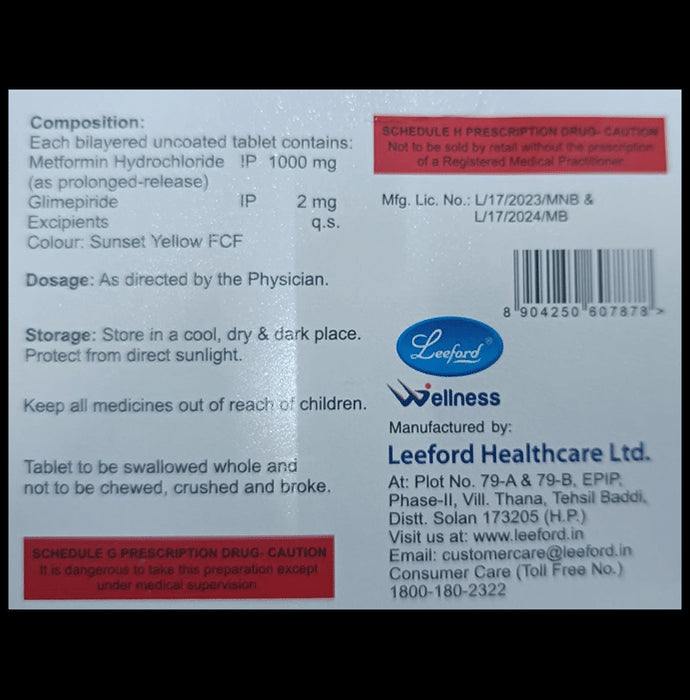 Composition:
Each bilayered uncoated tablet contains:
Metformin Hydrochloride IP 1000 mg
(as prolonged-release)
Glimepiride IP 2 mg
Excipients q.s.
Colour: Sunset Yellow FCF
Dosage: As directed by the Physician.
Storage: Store in a cool, dry & dark place.
Protect from direct sunlight.
Keep all medicines out of reach of children.
Tablet to be swallowed whole and
not to be chewed, crushed and broke.
SCHEDULE G PRESCRIPTION DRUG- CAUTION
It is dangerous to take this preparation except
under medical supervision
SCHEDULE H PRESCRIPTION DRUG- CAUTION
Not to be sold by retail without the prescription
of a Registered Medical Practitioner.
Mfg. Lic. No.: L/17/2023/MNB &
L/17/2024/MB
8 904250 607878 >
Leeford®
Wellness
Manufactured by:
Leeford Healthcare Ltd.
At: Plot No. 79-A & 79-B, EPIP,
Phase-II, Vill. Thana, Tehsil Baddi,
Distt. Solan 173205 (H.P.)
Visit us at: www.leeford.in
Email: customercare@leeford.in
Consumer Care (Toll Free No.)
1800-180-2322